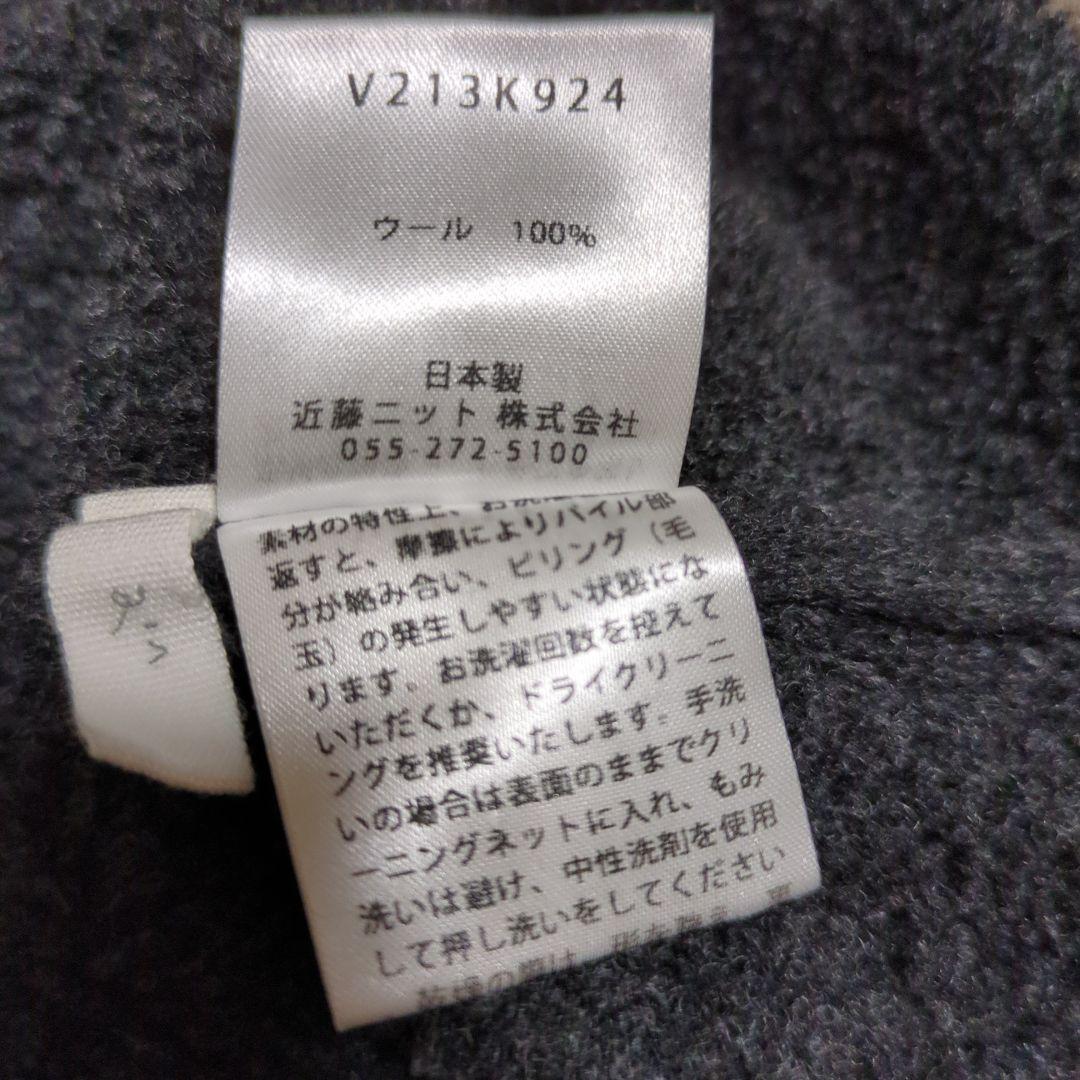 V213K924
ウール 100%
日本製
近藤ニット 株式会社
055-272-5100
素材の特性上、お洗濯
返すと、摩擦によりパイル部
分が絡み合い、ピリング（毛
玉）の発生しやすい状態にな
ります。お洗濯回数を控えて
いただくか、ドライクリーニ
ングを推奨いたします。手洗
いの場合は表面のままでクリ
ーニングネットに入れ、もみ
洗いは避け、中性洗剤を使用
して押し洗いをしてください